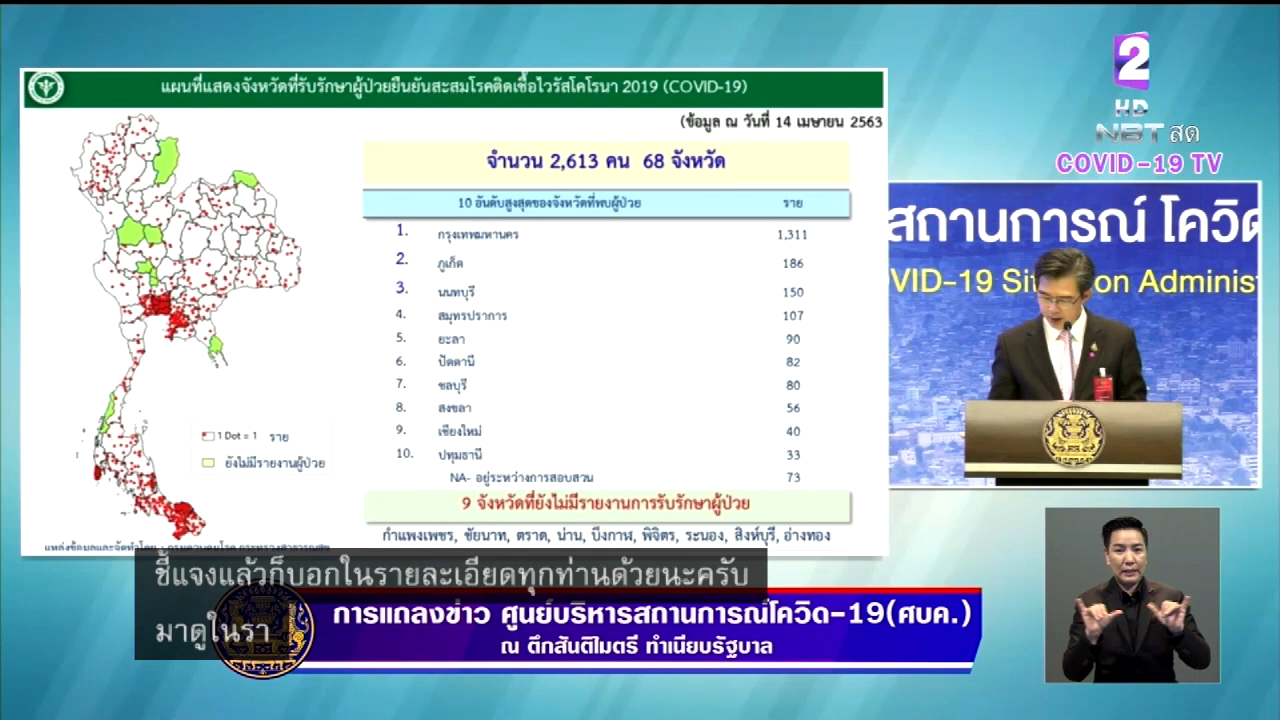 แผนที่แสดงจังหวัดที่รับรักษาผู้ป่วยยืนยันสะสมโรคติดเชื้อไวรัสโคโรนา 2019 (COVID-19)
(ข้อมูล ณ วันที่ 14 เมษายน 2563
จำนวน 2,613 คน 68 จังหวัด
10 อันดับสูงสุดของจังหวัดที่พบผู้ป่วย ราย
1. กรุงเทพมหานคร 1,311
2. ภูเก็ต 186
3. นนทบุรี 150
4. สมุทรปราการ 107
5. ยะลา 90
6. ปัตตานี 82
7. ชลบุรี 80
8. สงขลา 56
9. เชียงใหม่ 40
10. ปทุมธานี 33
NA- อยู่ระหว่างการสอบสวน 73
9 จังหวัดที่ยังไม่มีรายงานการรับรักษาผู้ป่วย
กำแพงเพชร, ชัยนาท, ตราด, น่าน, บึงกาฬ, พิจิตร, ระนอง, สิงห์บุรี, อ่างทอง
1 Dot = 1 ราย
ยังไม่มีรายงานผู้ป่วย
2
HD
NBT สด
COVID-19 TV
สถานการณ์ โควิด
VID-19 Sit on Administ
ชี้แจงแล้วก็บอกในรายละเอียดทุกท่านด้วยนะครับ
มาดูในรา
การแถลงข่าว ศูนย์บริหารสถานการณ์โควิด-19(ศบค.)
ณ ตึกสันติไมตรี ทำเนียบรัฐบาล